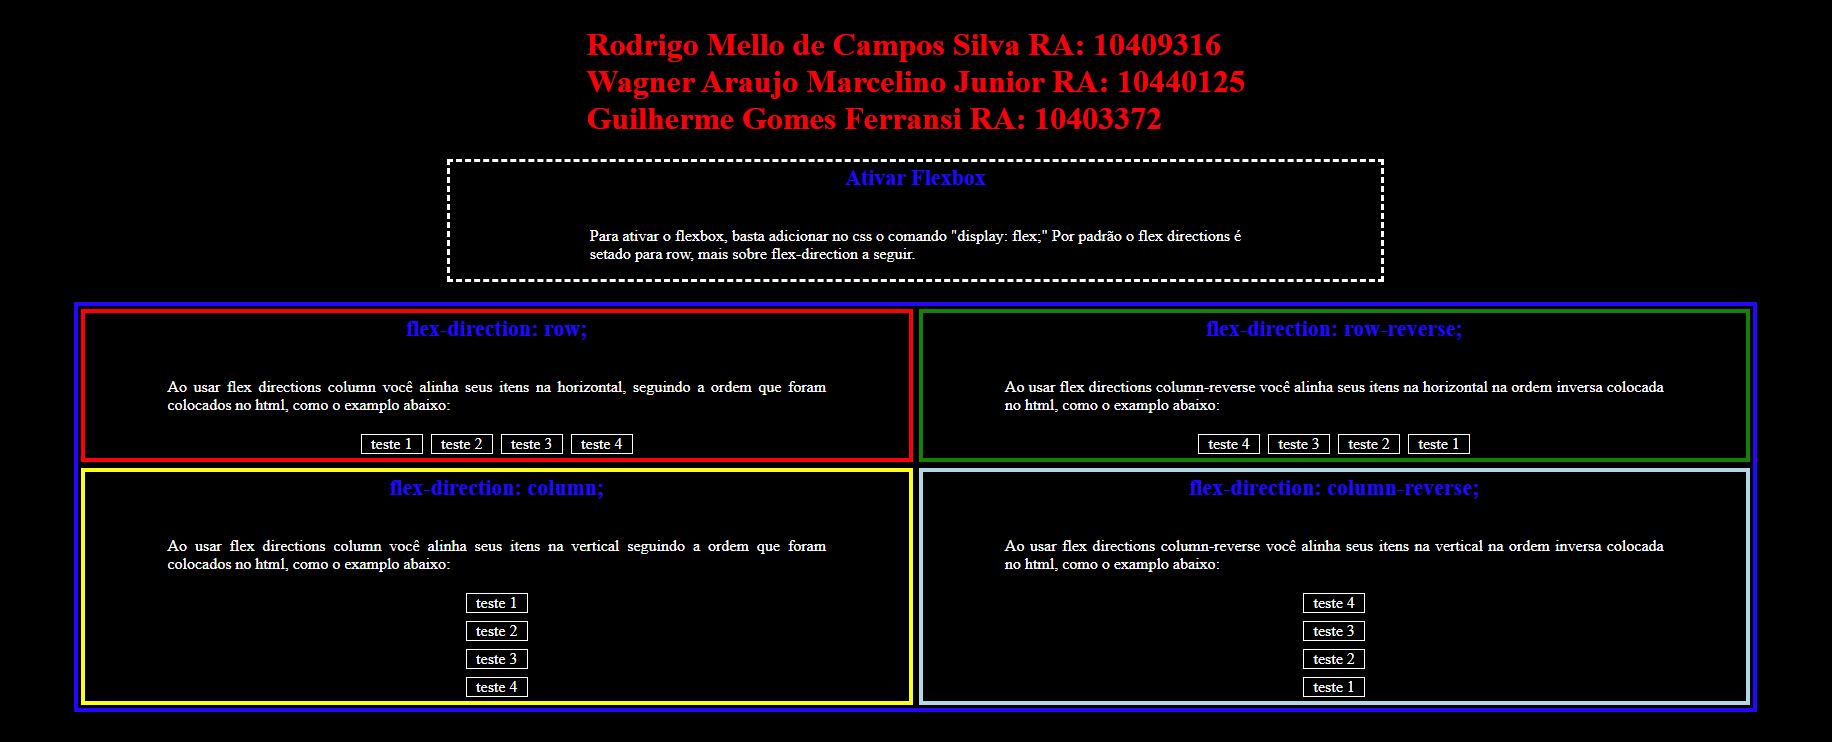 Rodrigo Mello de Campos Silva RA: 10409316
Wagner Araujo Marcelino Junior RA: 10440125
Guilherme Gomes Ferransi RA: 10403372
Ativar Flexbox
Para ativar o flexbox, basta adicionar no css o comando "display: flex;" Por padrão o flex directions é
setado para row, mais sobre flex-direction a seguir.
flex-direction: row;
Ao usar flex directions column você alinha seus itens na horizontal, seguindo a ordem que foram
colocados no html, como o examplo abaixo:
teste 1 teste 2 teste 3 teste 4
flex-direction: row-reverse;
Ao usar flex directions column-reverse você alinha seus itens na horizontal na ordem inversa colocada
no html, como o examplo abaixo:
teste 4 teste 3 teste 2 teste 1
flex-direction: column;
Ao usar flex directions column você alinha seus itens na vertical seguindo a ordem que foram
colocados no html, como o examplo abaixo:
teste 1
teste 2
teste 3
teste 4
flex-direction: column-reverse;
Ao usar flex directions column-reverse você alinha seus itens na vertical na ordem inversa colocada
no html, como o examplo abaixo:
teste 4
teste 3
teste 2
teste 1